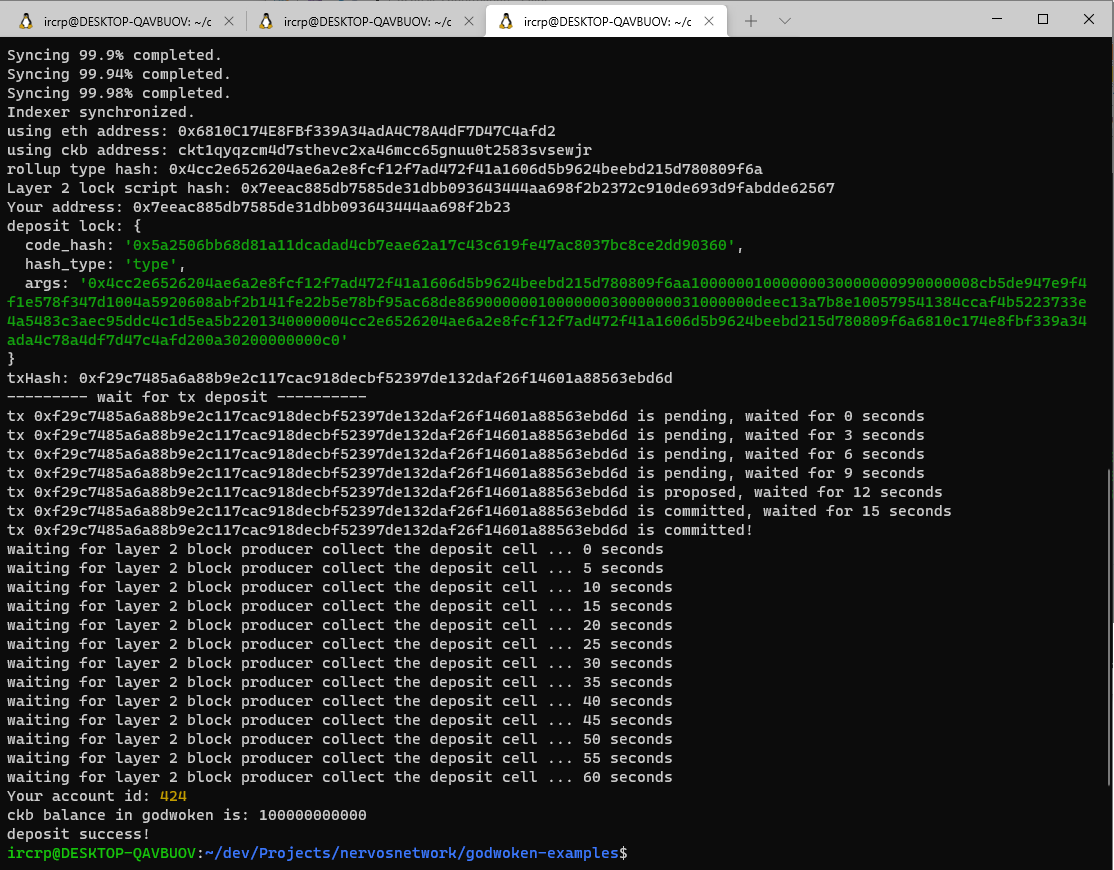 ircrp@DESKTOP-QAVBUOV: ~/c
ircrp@DESKTOP-QAVBUOV: ~/c
ircrp@DESKTOP-QAVBUOV: ~/c
Syncing 99.9% completed.
Syncing 99.94% completed.
Syncing 99.98% completed.
Indexer synchronized.
using eth address: 0x6810C174E8FBf339A34adA4C78A4dF7D47C4afd2
using ckb address: ckt1qyqzcm4d7sthevc2xa46mcc65gnuu0t2583svsewjr
rollup type hash: 0x4cc2e6526204ae6a2e8fcf12f7ad472f41a1606d5b9624beebd215d780809f6a
Layer 2 lock script hash: 0x7eeac885db7585de31dbb093643444aa698f2b2372c910de693d9fabdde62567
Your address: 0x7eeac885db7585de31dbb093643444aa698f2b23
deposit lock: {
code_hash: '0x5a2506bb68d81a11dcadad4cb7eae62a17c43c619fe47ac8037bc8ce2dd90360',
hash_type: 'type',
args: '0x4cc2e6526204ae6a2e8fcf12f7ad472f41a1606d5b9624beebd215d780809f6aa10000001000000030000000990000008cb5de947e9f4
f1e578f347d1004a5920608abf2b141fe22b5e78bf95ac68de86900000001000000003000000031000000deec13a7b8e100579541384ccaf4b5223733e
4a5483c3aec95ddc4c1d5ea5b2201340000004cc2e6526204ae6a2e8fcf12f7ad472f41a1606d5b9624beebd215d780809f6a6810c174e8fbf339a34
ada4c78a4df7d47c4afd200a30200000000c0'
}
txHash: 0xf29c7485a6a88b9e2c117cac918decbf52397de132daf26f14601a88563ebd6d
--------- wait for tx deposit ----------
tx 0xf29c7485a6a88b9e2c117cac918decbf52397de132daf26f14601a88563ebd6d is pending, waited for 0 seconds
tx 0xf29c7485a6a88b9e2c117cac918decbf52397de132daf26f14601a88563ebd6d is pending, waited for 3 seconds
tx 0xf29c7485a6a88b9e2c117cac918decbf52397de132daf26f14601a88563ebd6d is pending, waited for 6 seconds
tx 0xf29c7485a6a88b9e2c117cac918decbf52397de132daf26f14601a88563ebd6d is pending, waited for 9 seconds
tx 0xf29c7485a6a88b9e2c117cac918decbf52397de132daf26f14601a88563ebd6d is proposed, waited for 12 seconds
tx 0xf29c7485a6a88b9e2c117cac918decbf52397de132daf26f14601a88563ebd6d is committed, waited for 15 seconds
tx 0xf29c7485a6a88b9e2c117cac918decbf52397de132daf26f14601a88563ebd6d is committed!
waiting for layer 2 block producer collect the deposit cell ... 0 seconds
waiting for layer 2 block producer collect the deposit cell ... 5 seconds
waiting for layer 2 block producer collect the deposit cell ... 10 seconds
waiting for layer 2 block producer collect the deposit cell ... 15 seconds
waiting for layer 2 block producer collect the deposit cell ... 20 seconds
waiting for layer 2 block producer collect the deposit cell ... 25 seconds
waiting for layer 2 block producer collect the deposit cell ... 30 seconds
waiting for layer 2 block producer collect the deposit cell ... 35 seconds
waiting for layer 2 block producer collect the deposit cell ... 40 seconds
waiting for layer 2 block producer collect the deposit cell ... 45 seconds
waiting for layer 2 block producer collect the deposit cell ... 50 seconds
waiting for layer 2 block producer collect the deposit cell ... 55 seconds
waiting for layer 2 block producer collect the deposit cell ... 60 seconds
Your account id: 424
ckb balance in godwoken is: 100000000000
deposit success!
ircrp@DESKTOP-QAVBUOV:~/dev/Projects/nervosnetwork/godwoken-examples$